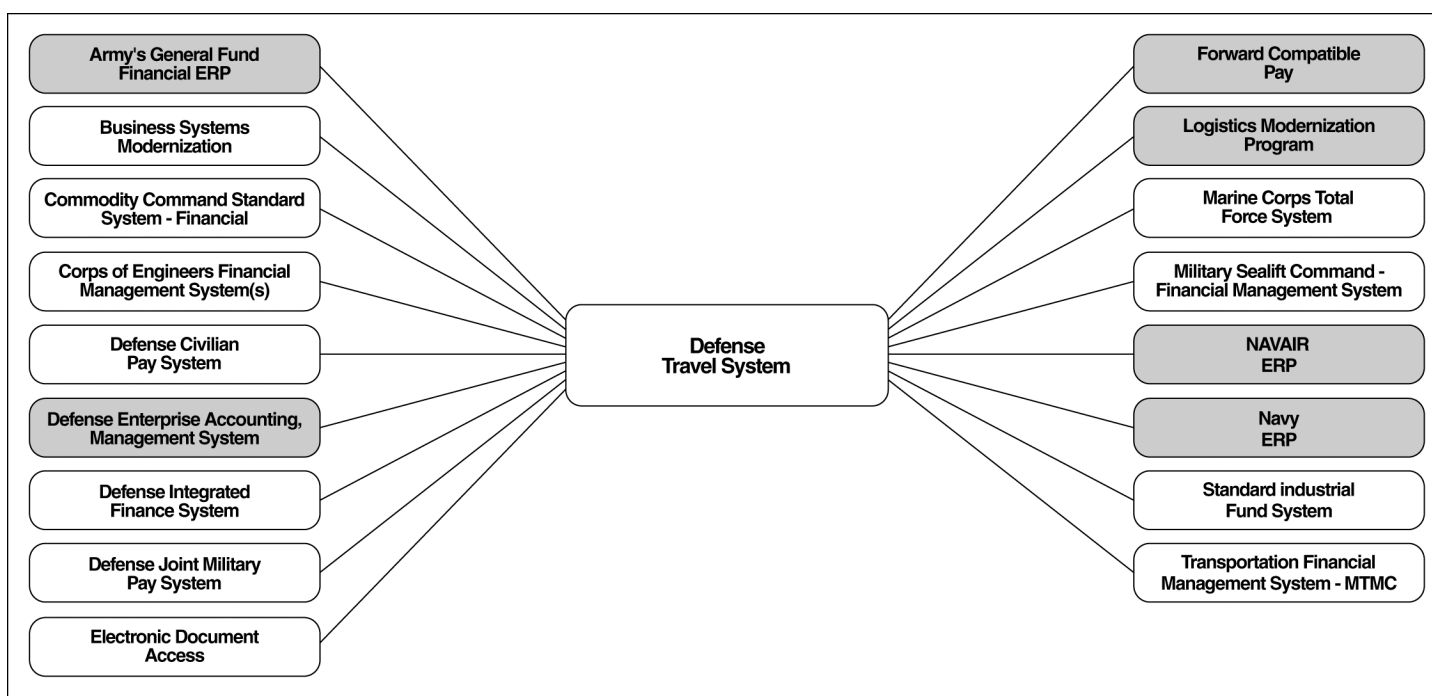 Army's General Fund
Financial ERP
Business Systems
Modernization
Commodity Command Standard
System - Financial
Corps of Engineers Financial
Management System(s)
Defense Civilian
Pay System
Defense Enterprise Accounting,
Management System
Defense Integrated
Finance System
Defense Joint Military
Pay System
Electronic Document
Access
Defense
Travel System
Forward Compatible
Pay
Logistics Modernization
Program
Marine Corps Total
Force System
Military Sealift Command -
Financial Management System
NAVAIR
ERP
Navy
ERP
Standard industrial
Fund System
Transportation Financial
Management System - MTMC